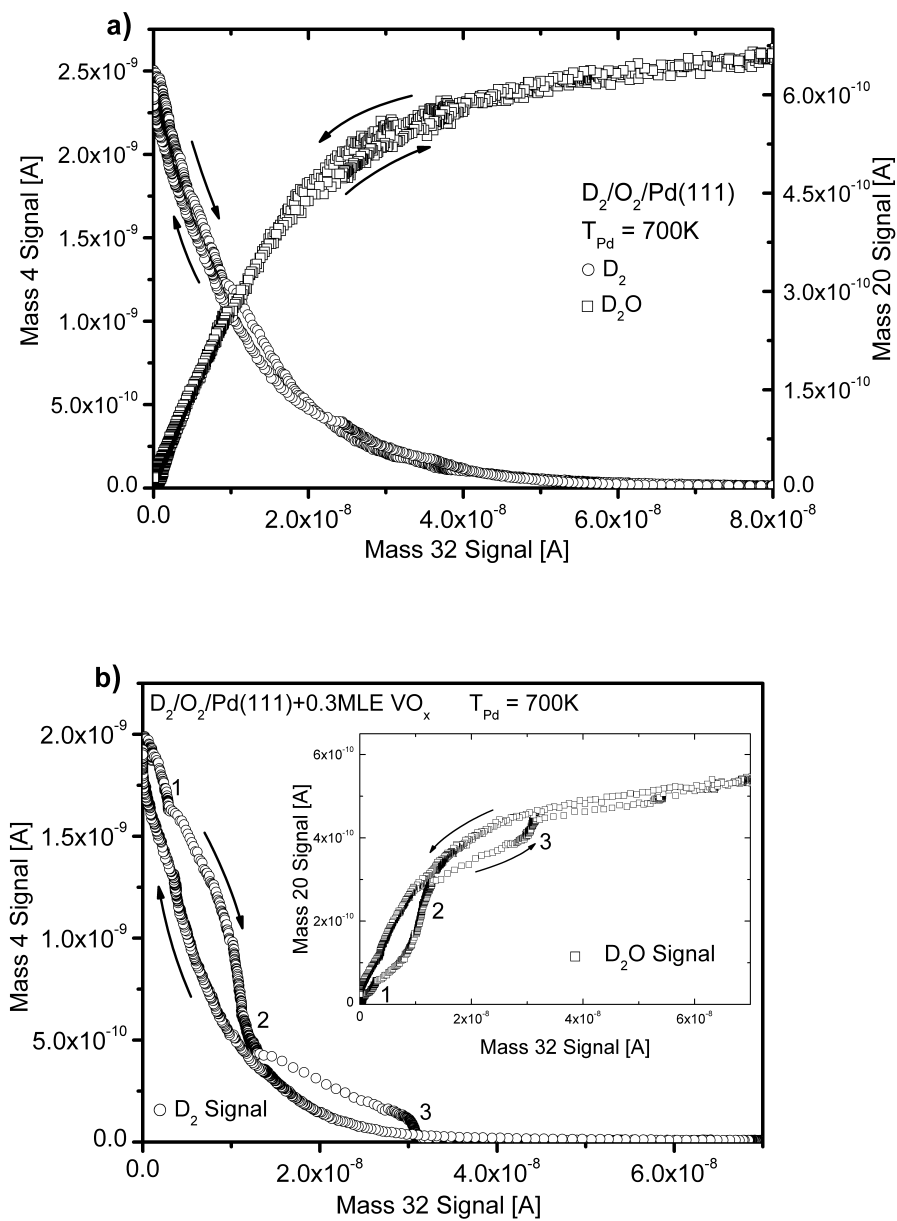 a)
2.5x10⁻⁹
2.0x10⁻⁹
1.5x10⁻⁹
1.0x10⁻⁹
5.0x10⁻¹⁰
0.0
Mass 4 Signal [A]
6.0x10⁻¹⁰
4.5x10⁻¹⁰
3.0x10⁻¹⁰
1.5x10⁻¹⁰
0.0
Mass 20 Signal [A]
D₂/O₂/Pd(111)
T_Pd = 700K
D₂
D₂O
0.0 2.0x10⁻⁸ 4.0x10⁻⁸ 6.0x10⁻⁸ 8.0x10⁻⁸
Mass 32 Signal [A]
b)
D₂/O₂/Pd(111)+0.3MLE VOₓ T_Pd = 700K
2.0x10⁻⁹
1.5x10⁻⁹
1.0x10⁻⁹
5.0x10⁻¹⁰
0.0
Mass 4 Signal [A]
1
2
3
D₂ Signal
6x10⁻¹⁰
4x10⁻¹⁰
2x10⁻¹⁰
0
Mass 20 Signal [A]
3
2
1
D₂O Signal
0 2x10⁻⁸ 4x10⁻⁸ 6x10⁻⁸
Mass 32 Signal [A]
0.0 2.0x10⁻⁸ 4.0x10⁻⁸ 6.0x10⁻⁸
Mass 32 Signal [A]